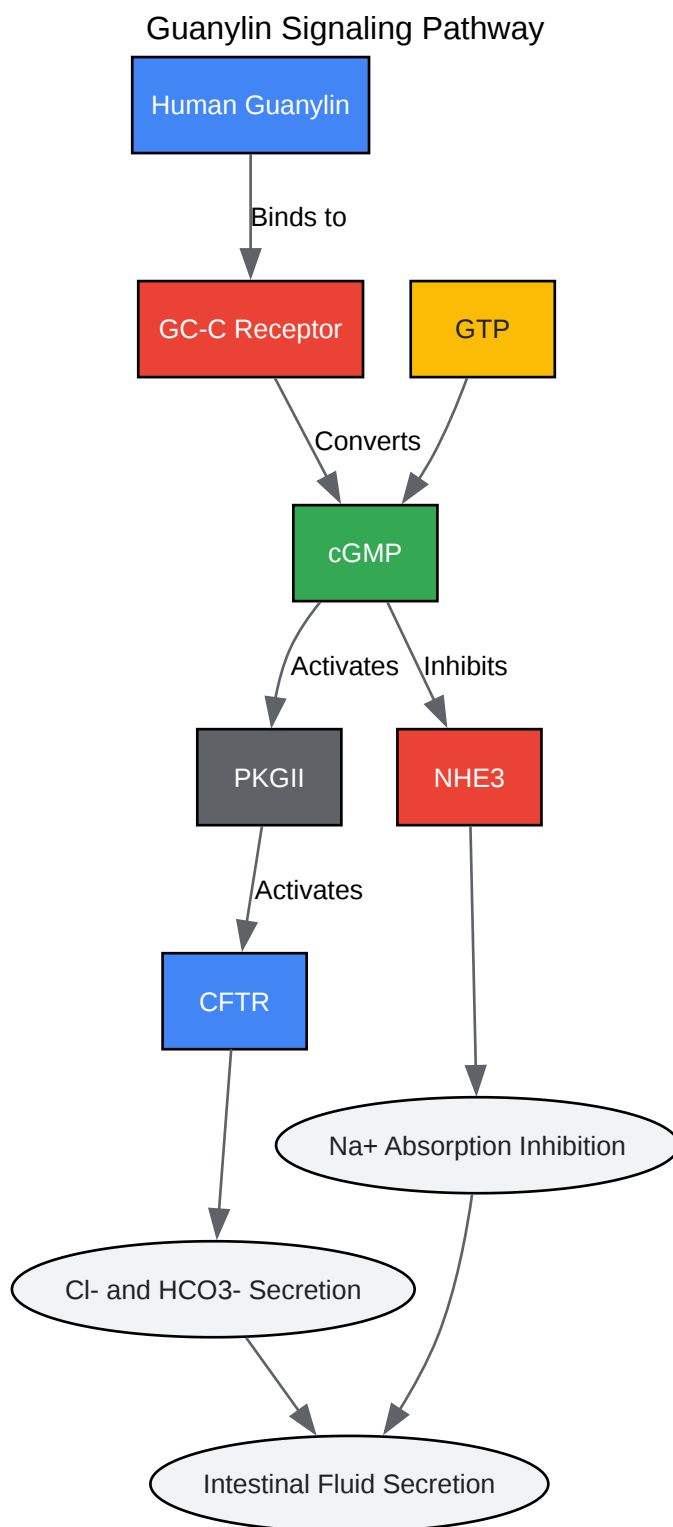 Guanylin Signaling Pathway
Human Guanylin
Binds to
GC-C Receptor
GTP
Converts
cGMP
Activates
Inhibits
PKGII
NHE3
Activates
CFTR
Na+ Absorption Inhibition
Cl- and HCO3- Secretion
Intestinal Fluid Secretion